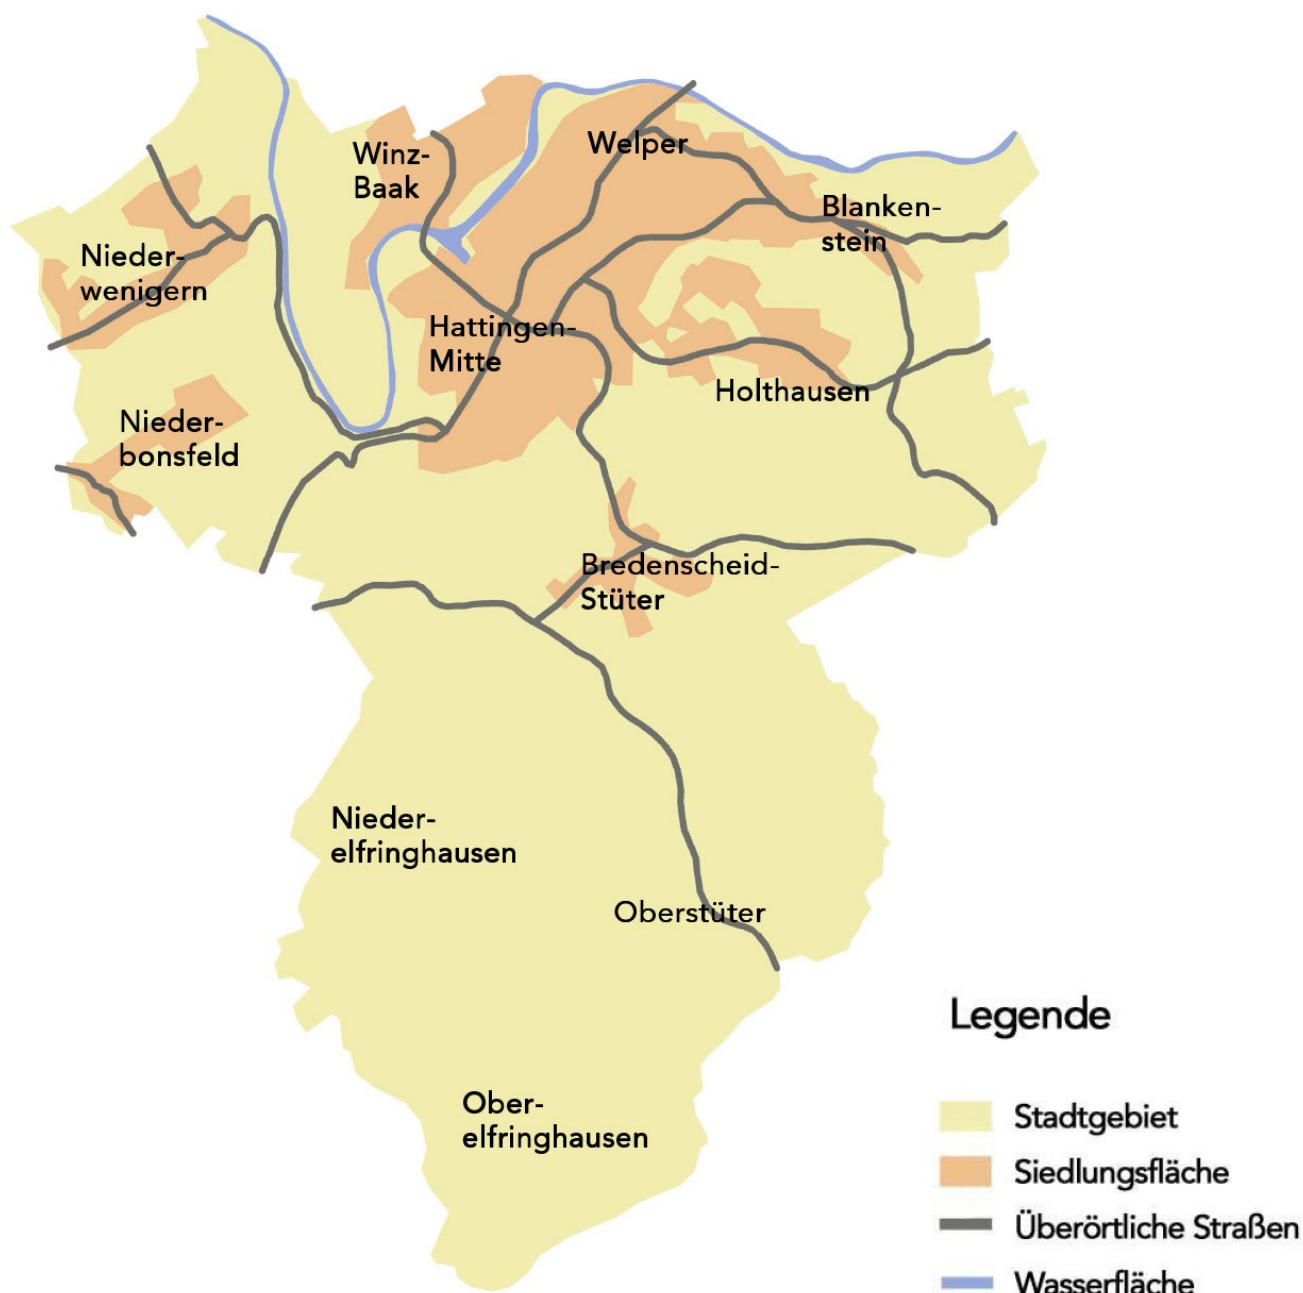 Welper
Winz-
Baak
Blanken-
stein
Nieder-
wenigern
Hattingen-
Mitte
Holthausen
Nieder-
bonsfeld
Bredenscheid-
Stüter
Nieder-
elfringhausen
Oberstüter
Ober-
elfringhausen
Legende
Stadtgebiet
Siedlungsfläche
Überörtliche Straßen
Wasserfläche